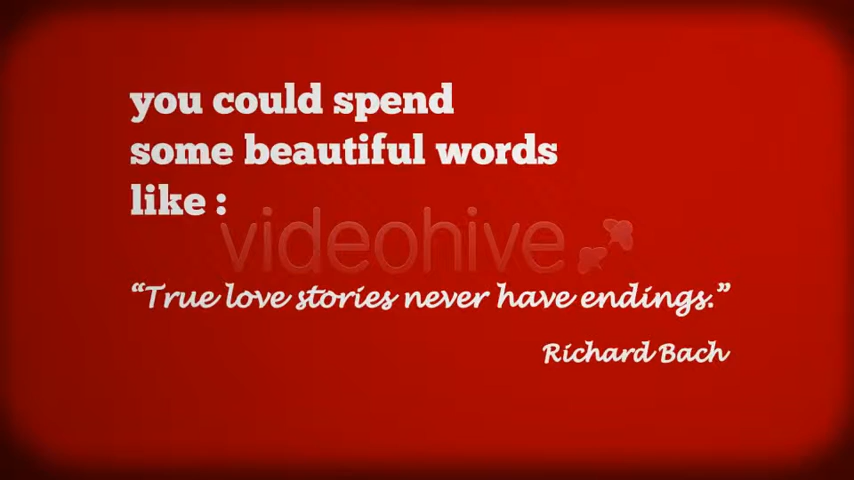 you could spend
some beautiful words
like :
videohive
“True love stories never have endings.”
Richard Bach